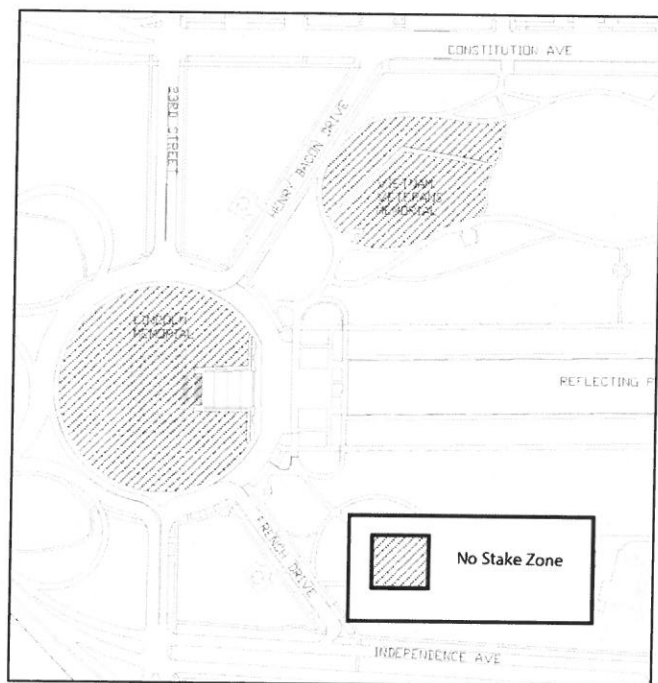 CONSTITUTION AVE
23RD STREET
HENRY BACON DRIVE
VIETNAM
VETERANS
MEMORIAL
LINCOLN
MEMORIAL
REFLECTING P
No Stake Zone
FRENCH DRIVE
INDEPENDENCE AVE